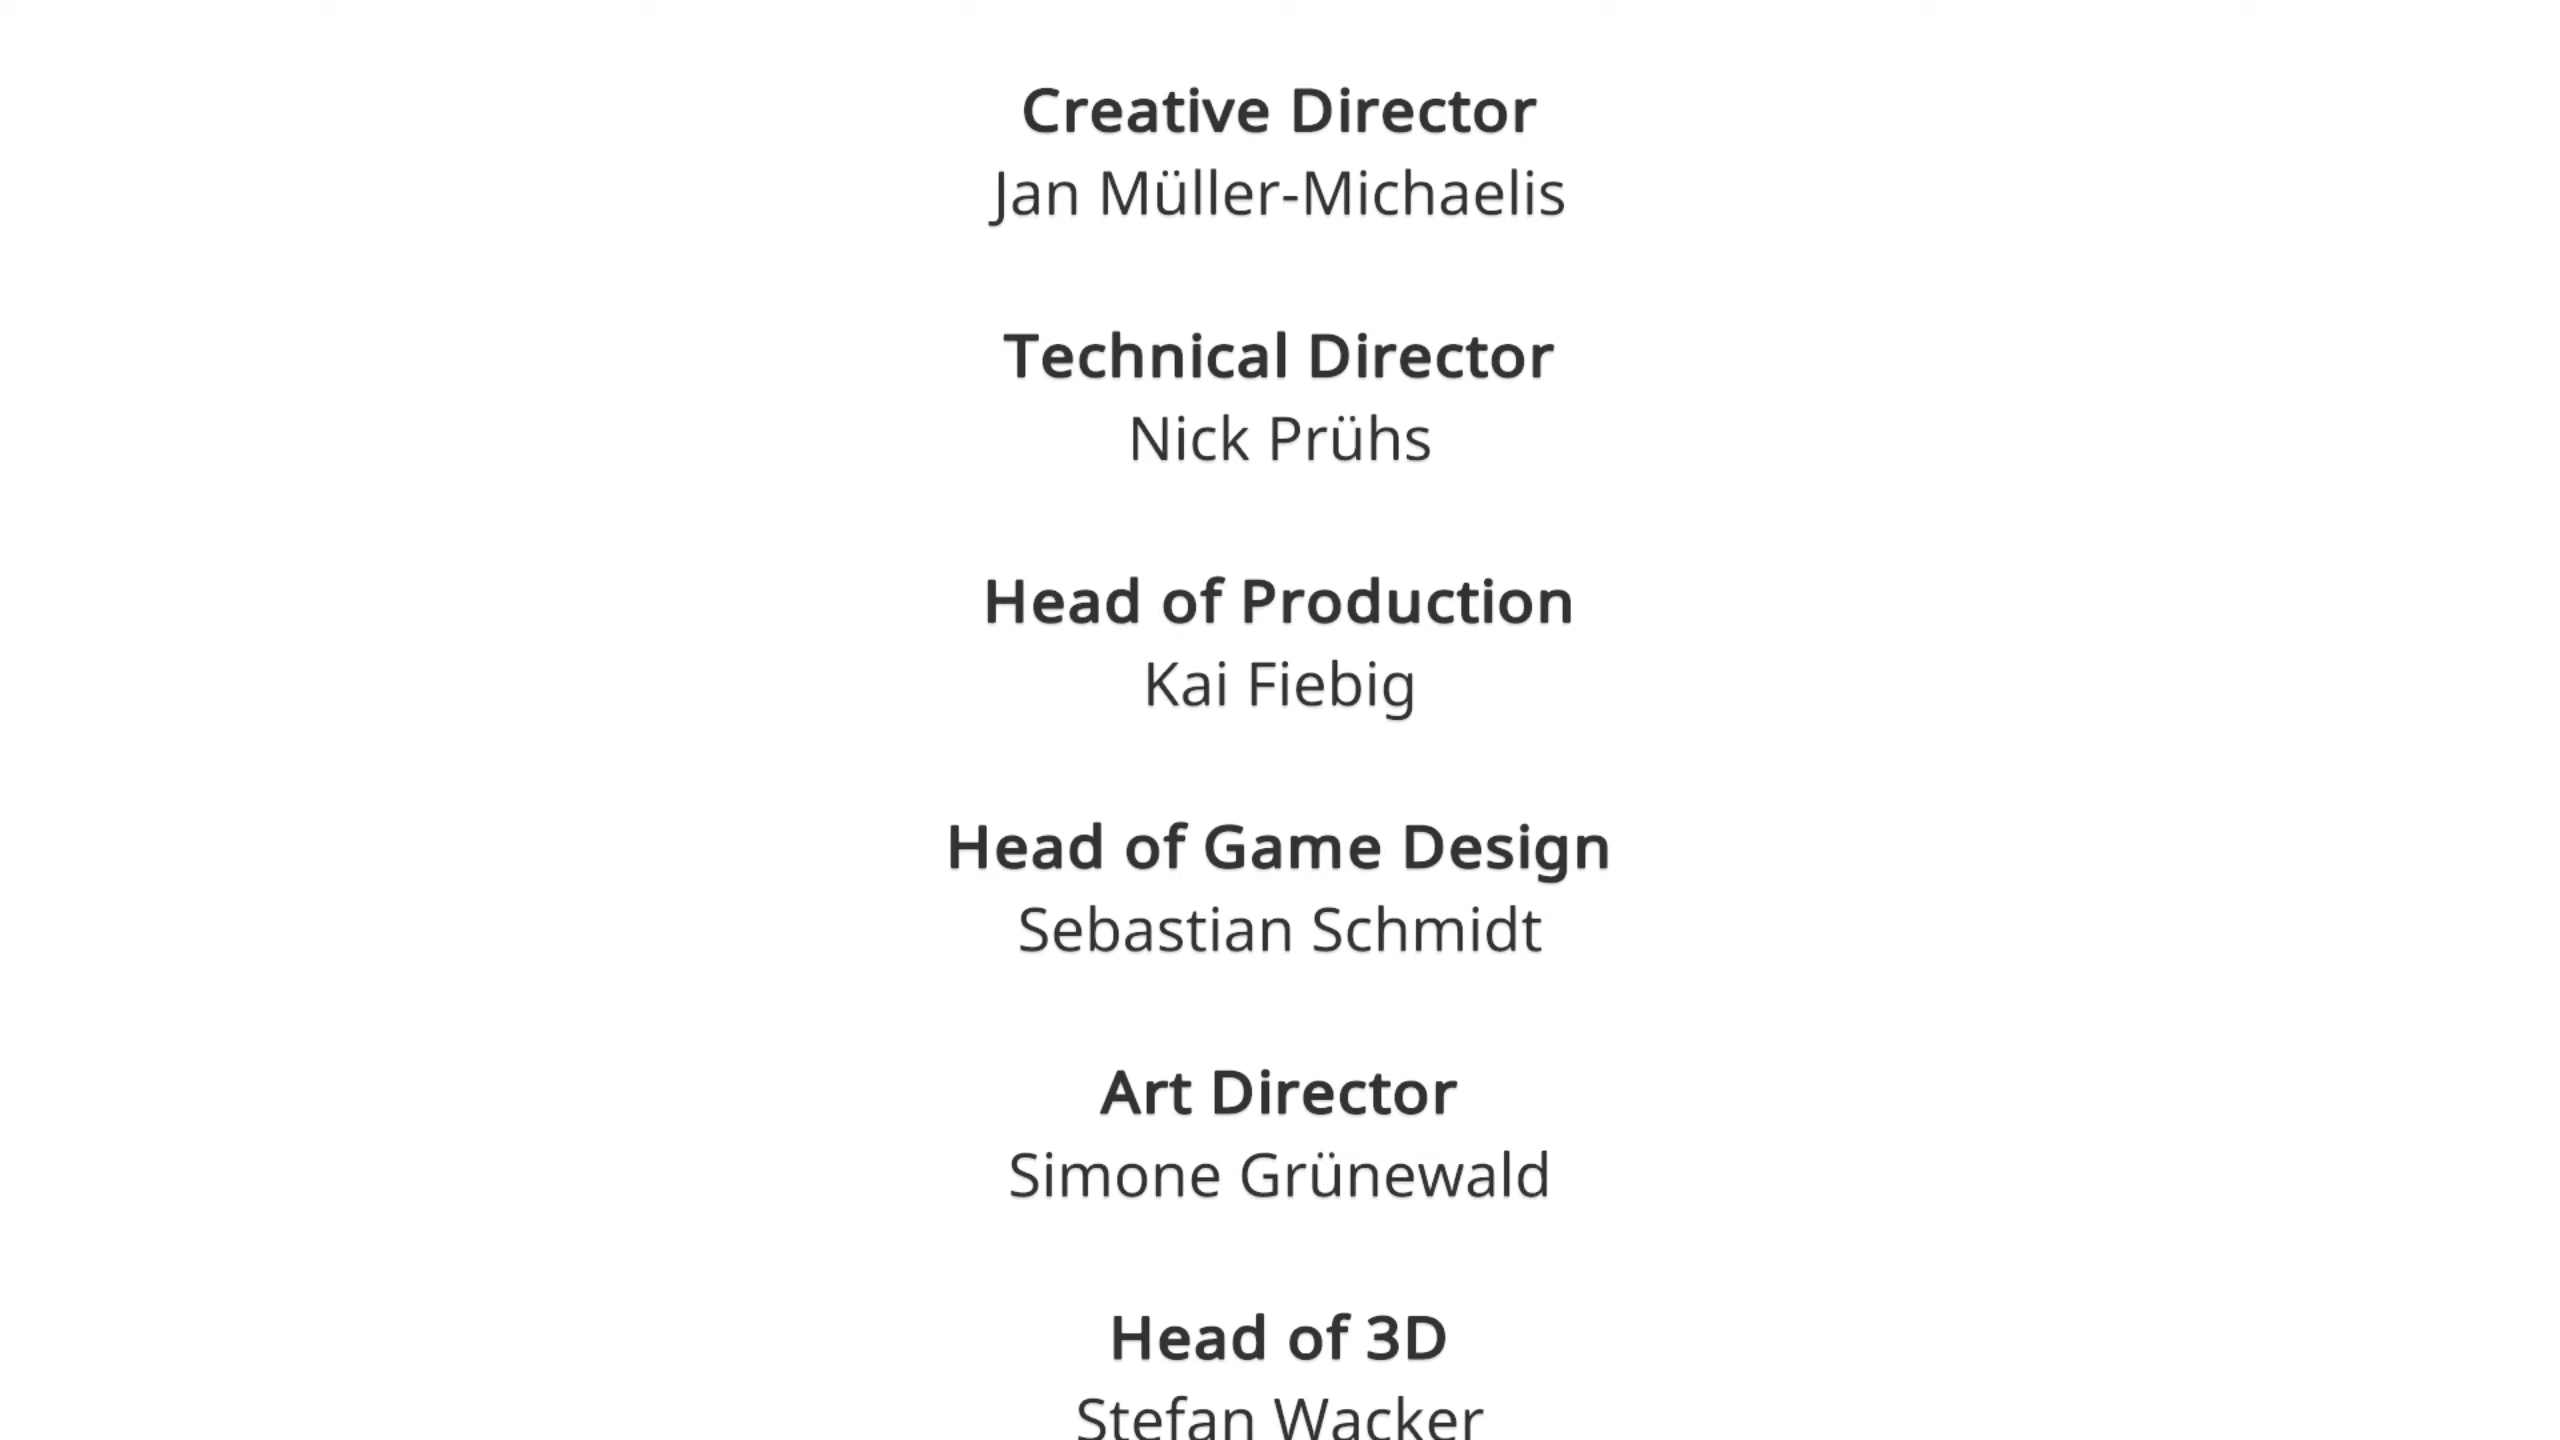 Creative Director
Jan Müller-Michaelis
Technical Director
Nick Prühs
Head of Production
Kai Fiebig
Head of Game Design
Sebastian Schmidt
Art Director
Simone Grünewald
Head of 3D
Stefan Wacker